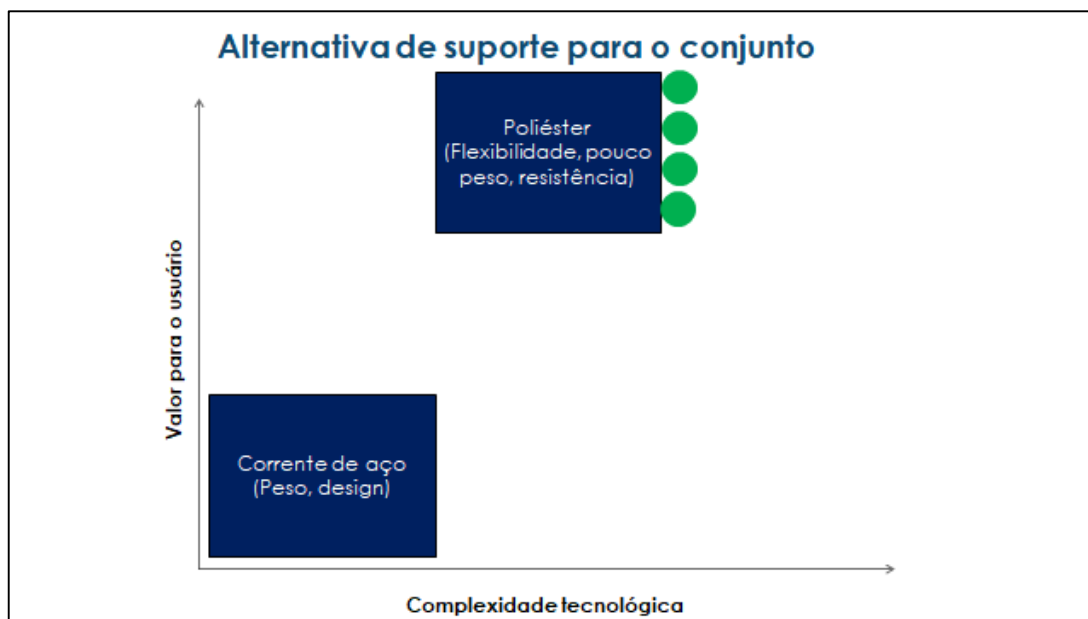 Alternativa de suporte para o conjunto
Poliéster
(Flexibilidade, pouco
peso, resistência)
Valor para o usuário
Corrente de aço
(Peso, design)
Complexidade tecnológica